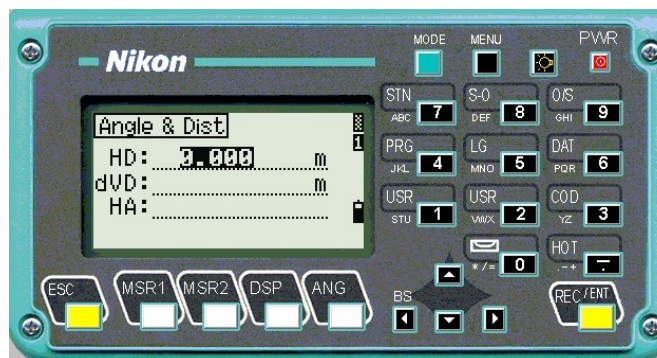 MODE MENU PWR
Nikon
Angle & Dist
1
HD: 0.000 m
dVD: m
HA:
STN ABC 7
S-O DEF 8
O/S GHI 9
PRG JKL 4
LG MNO 5
DAT PQR 6
USR STU 1
USR VWX 2
COD YZ 3
*/= 0
HOT .-+ 
BS
ESC
MSR1
MSR2
DSP
ANG
REC/ENT